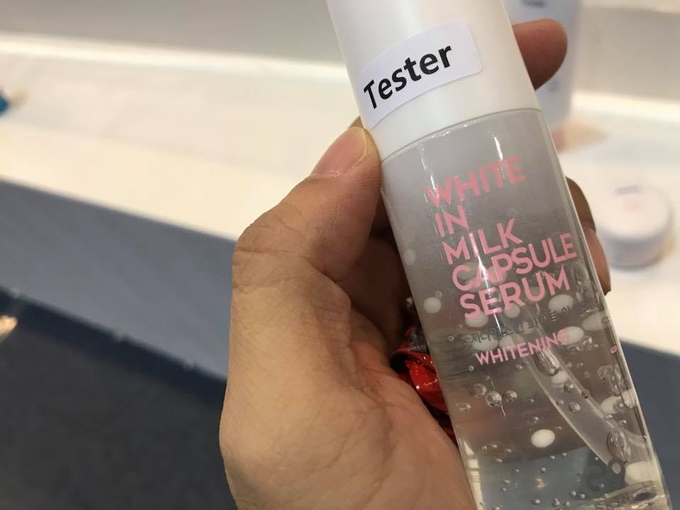 Tester
WHITE
IN
MILK
CAPSULE
SERUM
WHITENING